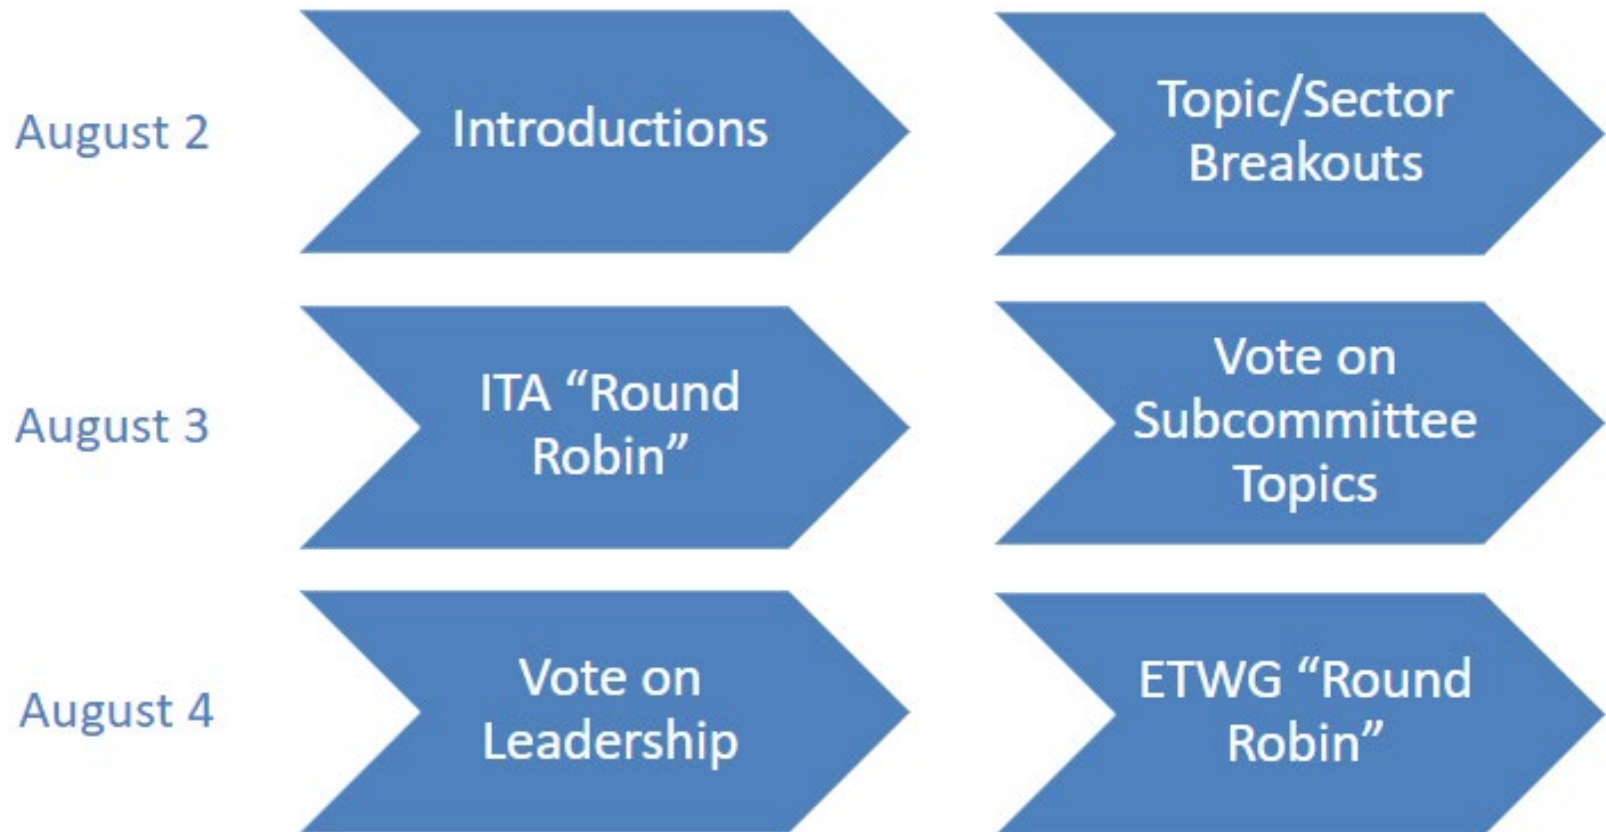 August 2
Introductions
Topic/Sector
Breakouts
August 3
ITA “Round
Robin”
Vote on
Subcommittee
Topics
August 4
Vote on
Leadership
ETWG “Round
Robin”